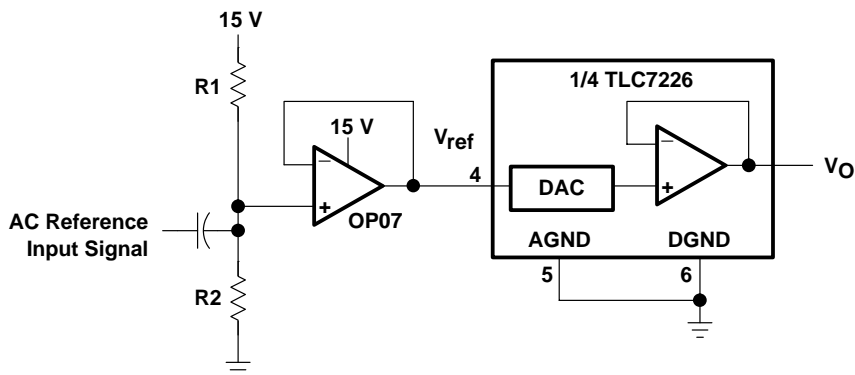 15 V
1/4 TLC7226
R1
15 V
Vref
4
−
+
OP07
DAC
−
+
VO
AC Reference
Input Signal
AGND
DGND
5
6
R2